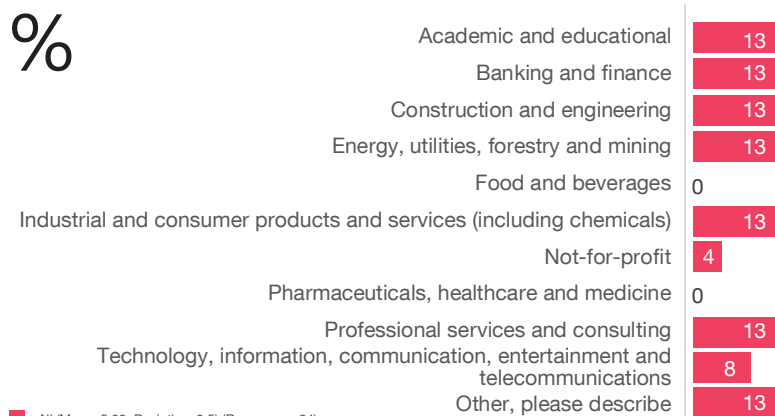 %
Academic and educational 13
Banking and finance 13
Construction and engineering 13
Energy, utilities, forestry and mining 13
Food and beverages 0
Industrial and consumer products and services (including chemicals) 13
Not-for-profit 4
Pharmaceuticals, healthcare and medicine 0
Professional services and consulting 13
Technology, information, communication, entertainment and
telecommunications 8
Other, please describe 13